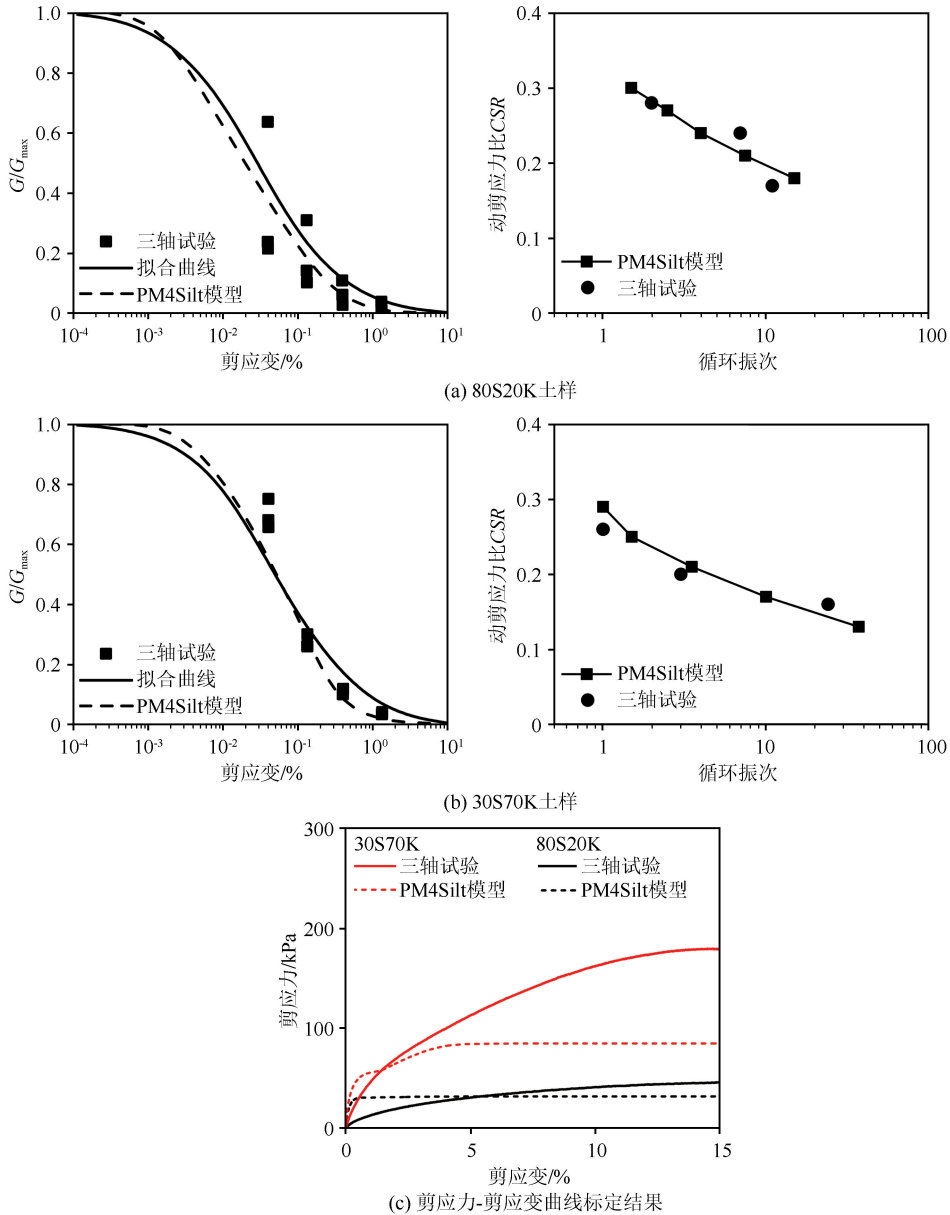 1.0
0.8
0.6
0.4
0.2
0
G/Gmax
三轴试验
拟合曲线
PM4Silt模型
10⁻⁴ 10⁻³ 10⁻² 10⁻¹ 10⁰ 10¹
剪应变/%
0.4
0.3
0.2
0.1
0
动剪应力比CSR
PM4Silt模型
三轴试验
1 10 100
循环振次
(a) 80S20K土样
1.0
0.8
0.6
0.4
0.2
0
G/Gmax
三轴试验
拟合曲线
PM4Silt模型
10⁻⁴ 10⁻³ 10⁻² 10⁻¹ 10⁰ 10¹
剪应变/%
0.4
0.3
0.2
0.1
0
动剪应力比CSR
PM4Silt模型
三轴试验
1 10 100
循环振次
(b) 30S70K土样
300
200
100
0
剪应力/kPa
30S70K 80S20K
三轴试验 三轴试验
PM4Silt模型 PM4Silt模型
0 5 10 15
剪应变/%
(c) 剪应力-剪应变曲线标定结果